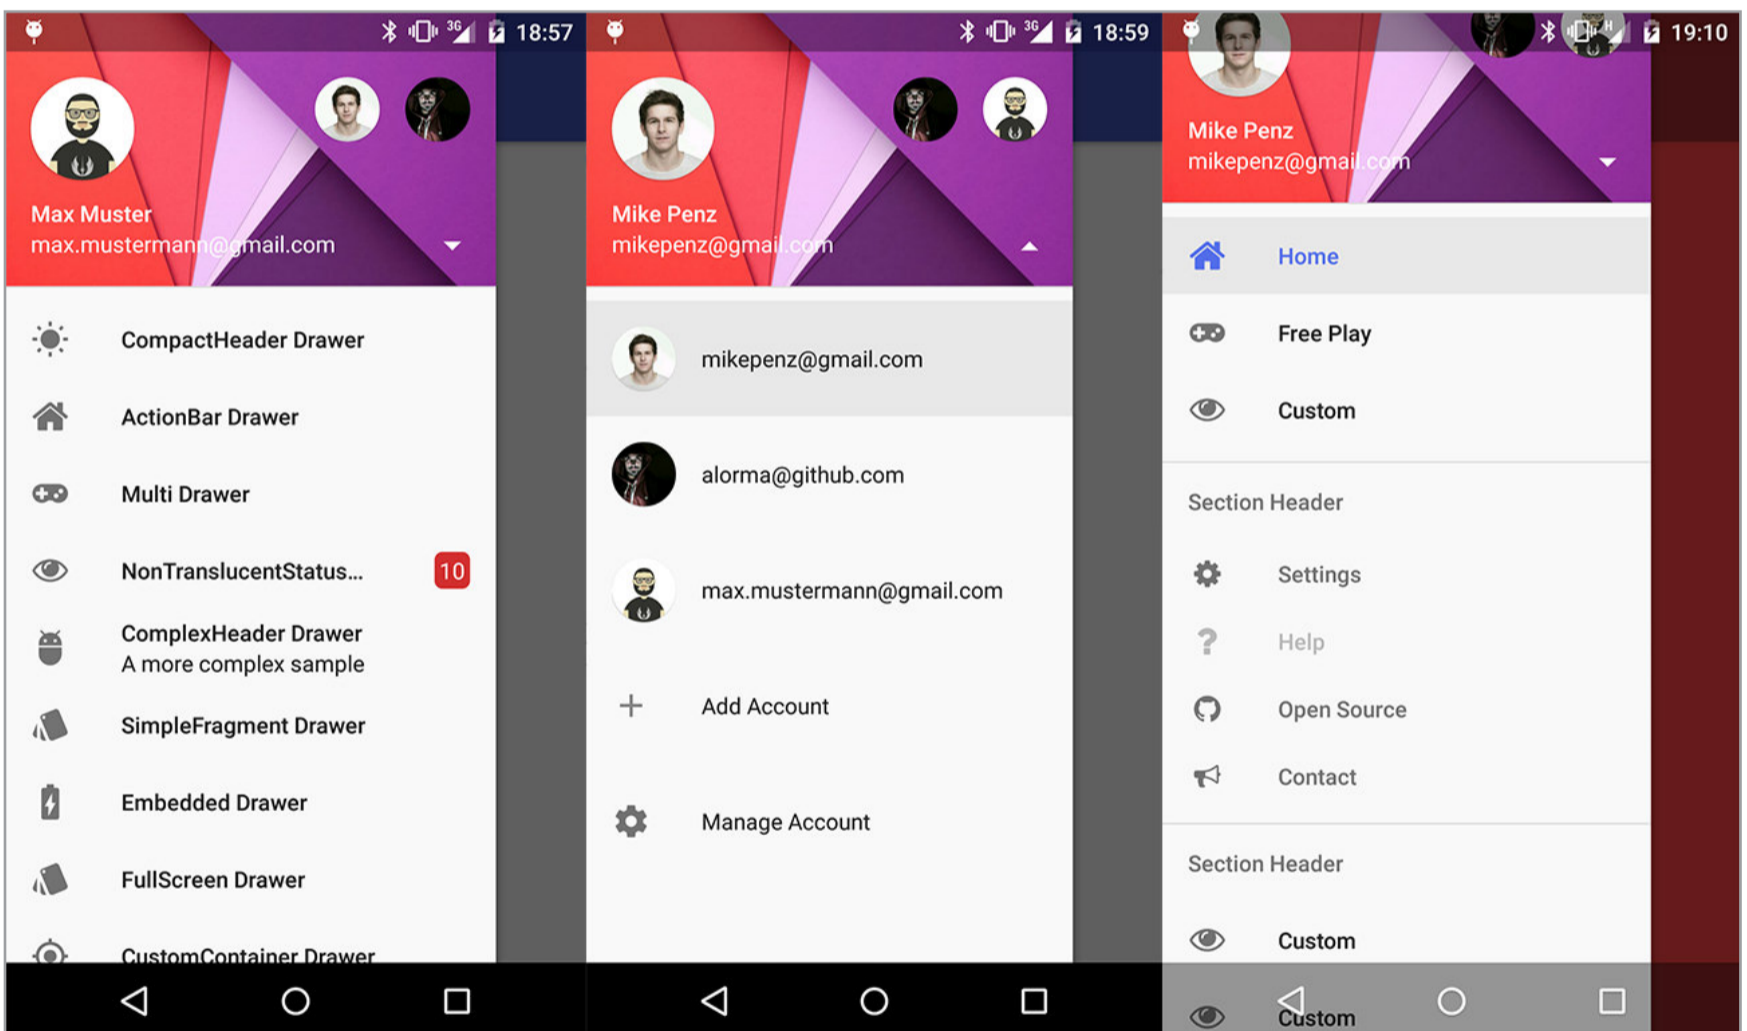 3G 18:57
Max Muster
max.mustermann@gmail.com
CompactHeader Drawer
ActionBar Drawer
Multi Drawer
NonTranslucentStatus... 10
ComplexHeader Drawer
A more complex sample
SimpleFragment Drawer
Embedded Drawer
FullScreen Drawer
CustomContainer Drawer
3G 18:59
Mike Penz
mikepenz@gmail.com
mikepenz@gmail.com
alorma@github.com
max.mustermann@gmail.com
Add Account
Manage Account
H 19:10
Mike Penz
mikepenz@gmail.com
Home
Free Play
Custom
Section Header
Settings
Help
Open Source
Contact
Section Header
Custom
Custom